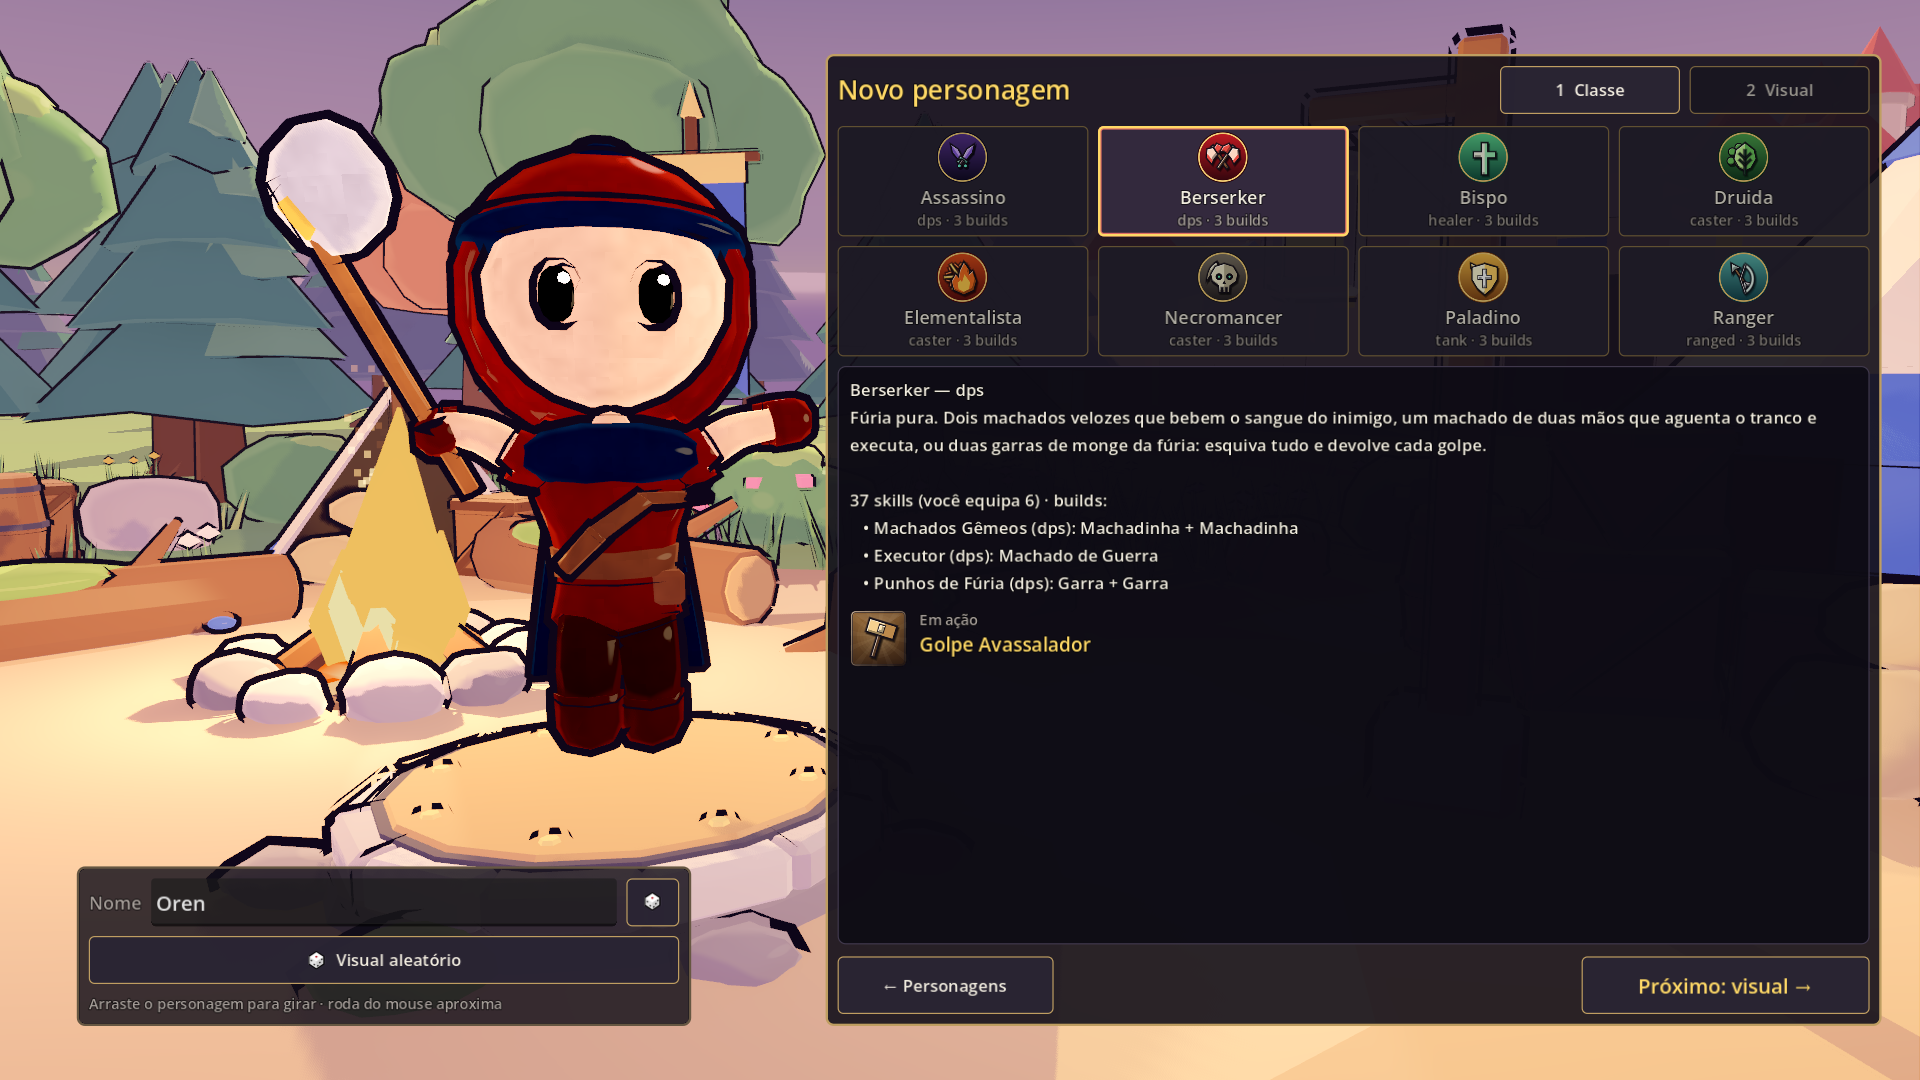 Novo personagem
1 Classe
2 Visual
Assassino
dps · 3 builds
Berserker
dps · 3 builds
Bispo
healer · 3 builds
Druida
caster · 3 builds
Elementalista
caster · 3 builds
Necromancer
caster · 3 builds
Paladino
tank · 3 builds
Ranger
ranged · 3 builds
Berserker — dps
Fúria pura. Dois machados velozes que bebem o sangue do inimigo, um machado de duas mãos que aguenta o tranco e
executa, ou duas garras de monge da fúria: esquiva tudo e devolve cada golpe.
37 skills (você equipa 6) · builds:
• Machados Gêmeos (dps): Machadinha + Machadinha
• Executor (dps): Machado de Guerra
• Punhos de Fúria (dps): Garra + Garra
Em ação
Golpe Avassalador
Nome Oren
Visual aleatório
Arraste o personagem para girar · roda do mouse aproxima
← Personagens
Próximo: visual →